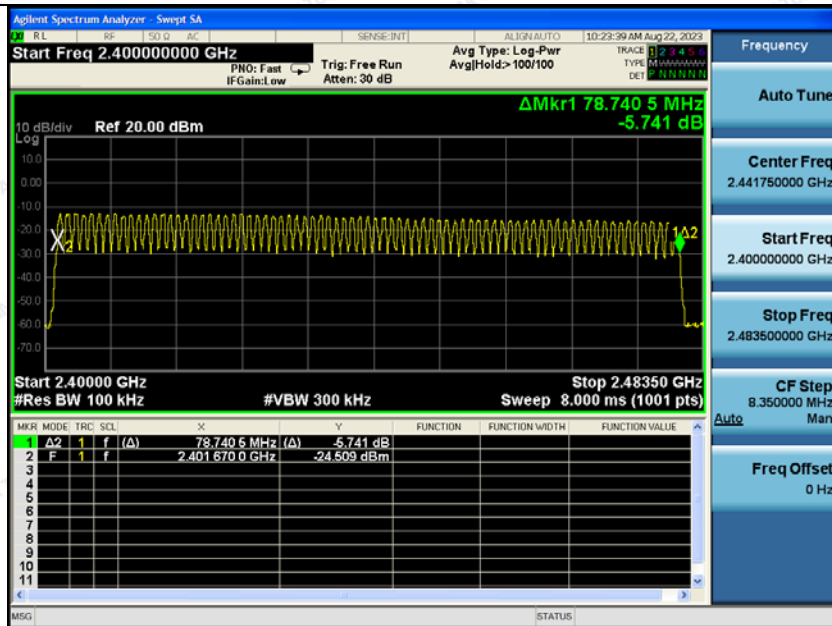 Agilent Spectrum Analyzer - Swept SA
LXI RL RF 50 Ω AC SENSE:INT ALIGN AUTO 10:23:39 AM Aug 22, 2023
Start Freq 2.400000000 GHz
PNO: Fast
IFGain:Low
Trig: Free Run
Atten: 30 dB
Avg Type: Log-Pwr
Avg|Hold:>100/100
TRACE 1 2 3 4 5 6
TYPE M
DET P N N N N N
ΔMkr1 78.740 5 MHz
-5.741 dB
10 dB/div Ref 20.00 dBm
Log
10.0
0.00
-10.0
-20.0
-30.0
-40.0
-50.0
-60.0
-70.0
2
1Δ2
Start 2.40000 GHz Stop 2.48350 GHz
#Res BW 100 kHz #VBW 300 kHz Sweep 8.000 ms (1001 pts)
MKR MODE TRC SCL X Y FUNCTION FUNCTION WIDTH FUNCTION VALUE
1 Δ2 1 f (Δ) 78.740 5 MHz (Δ) -5.741 dB
2 F 1 f 2.401 670 0 GHz -24.509 dBm
3
4
5
6
7
8
9
10
11
MSG STATUS
Frequency
Auto Tune
Center Freq
2.441750000 GHz
Start Freq
2.400000000 GHz
Stop Freq
2.483500000 GHz
CF Step
8.350000 MHz
Auto Man
Freq Offset
0 Hz